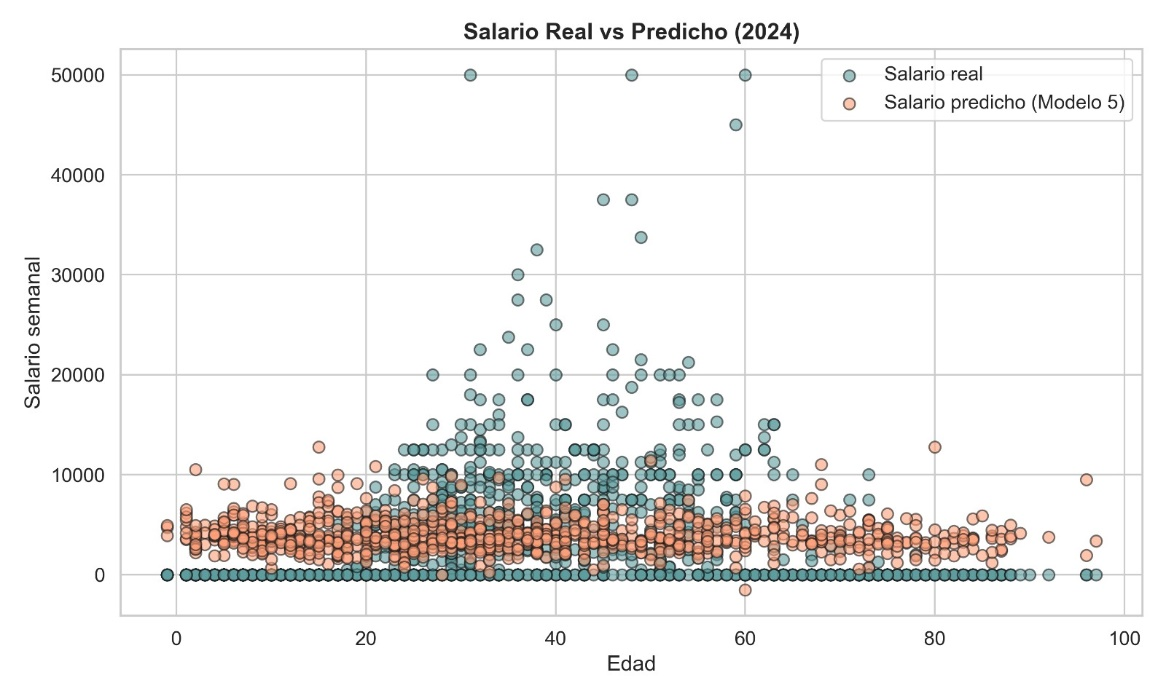 Salario Real vs Predicho (2024)
Salario real
Salario predicho (Modelo 5)
Salario semanal
50000
40000
30000
20000
10000
0
0 20 40 60 80 100
Edad